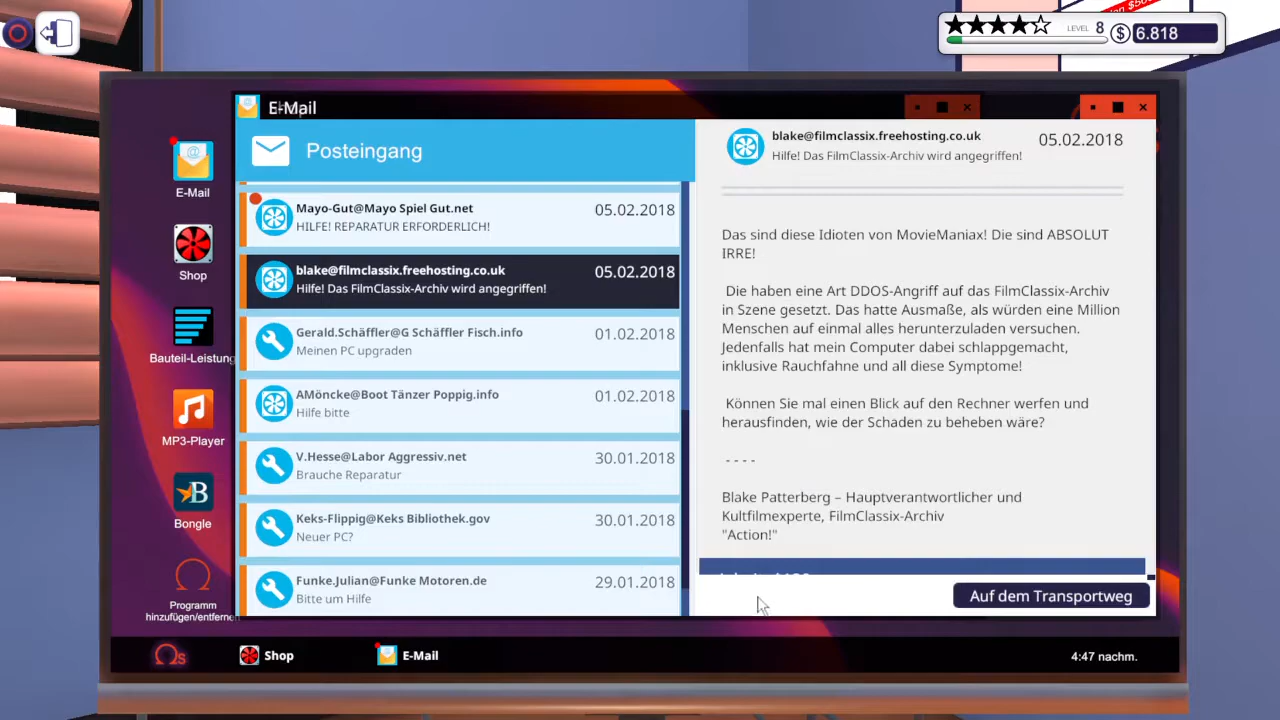 LEVEL 8
$ 6.818
E-Mail
Posteingang
E-Mail
Shop
Bauteil-Leistung
MP3-Player
Bongle
Programm
hinzufügen/entfernen
Mayo-Gut@Mayo Spiel Gut.net 05.02.2018
HILFE! REPARATUR ERFORDERLICH!
blake@filmclassix.freehosting.co.uk 05.02.2018
Hilfe! Das FilmClassix-Archiv wird angegriffen!
Gerald.Schäffler@G Schäffler Fisch.info 01.02.2018
Meinen PC upgraden
AMöncke@Boot Tänzer Poppig.info 01.02.2018
Hilfe bitte
V.Hesse@Labor Aggressiv.net 30.01.2018
Brauche Reparatur
Keks-Flippig@Keks Bibliothek.gov 30.01.2018
Neuer PC?
Funke.Julian@Funke Motoren.de 29.01.2018
Bitte um Hilfe
blake@filmclassix.freehosting.co.uk 05.02.2018
Hilfe! Das FilmClassix-Archiv wird angegriffen!
Das sind diese Idioten von MovieManiax! Die sind ABSOLUT
IRRE!
Die haben eine Art DDOS-Angriff auf das FilmClassix-Archiv
in Szene gesetzt. Das hatte Ausmaße, als würden eine Million
Menschen auf einmal alles herunterzuladen versuchen.
Jedenfalls hat mein Computer dabei schlappgemacht,
inklusive Rauchfahne und all diese Symptome!
Können Sie mal einen Blick auf den Rechner werfen und
herausfinden, wie der Schaden zu beheben wäre?
- - - -
Blake Patterberg – Hauptverantwortlicher und
Kultfilmexperte, FilmClassix-Archiv
"Action!"
Auf dem Transportweg
Ωs
Shop
E-Mail
4:47 nachm.